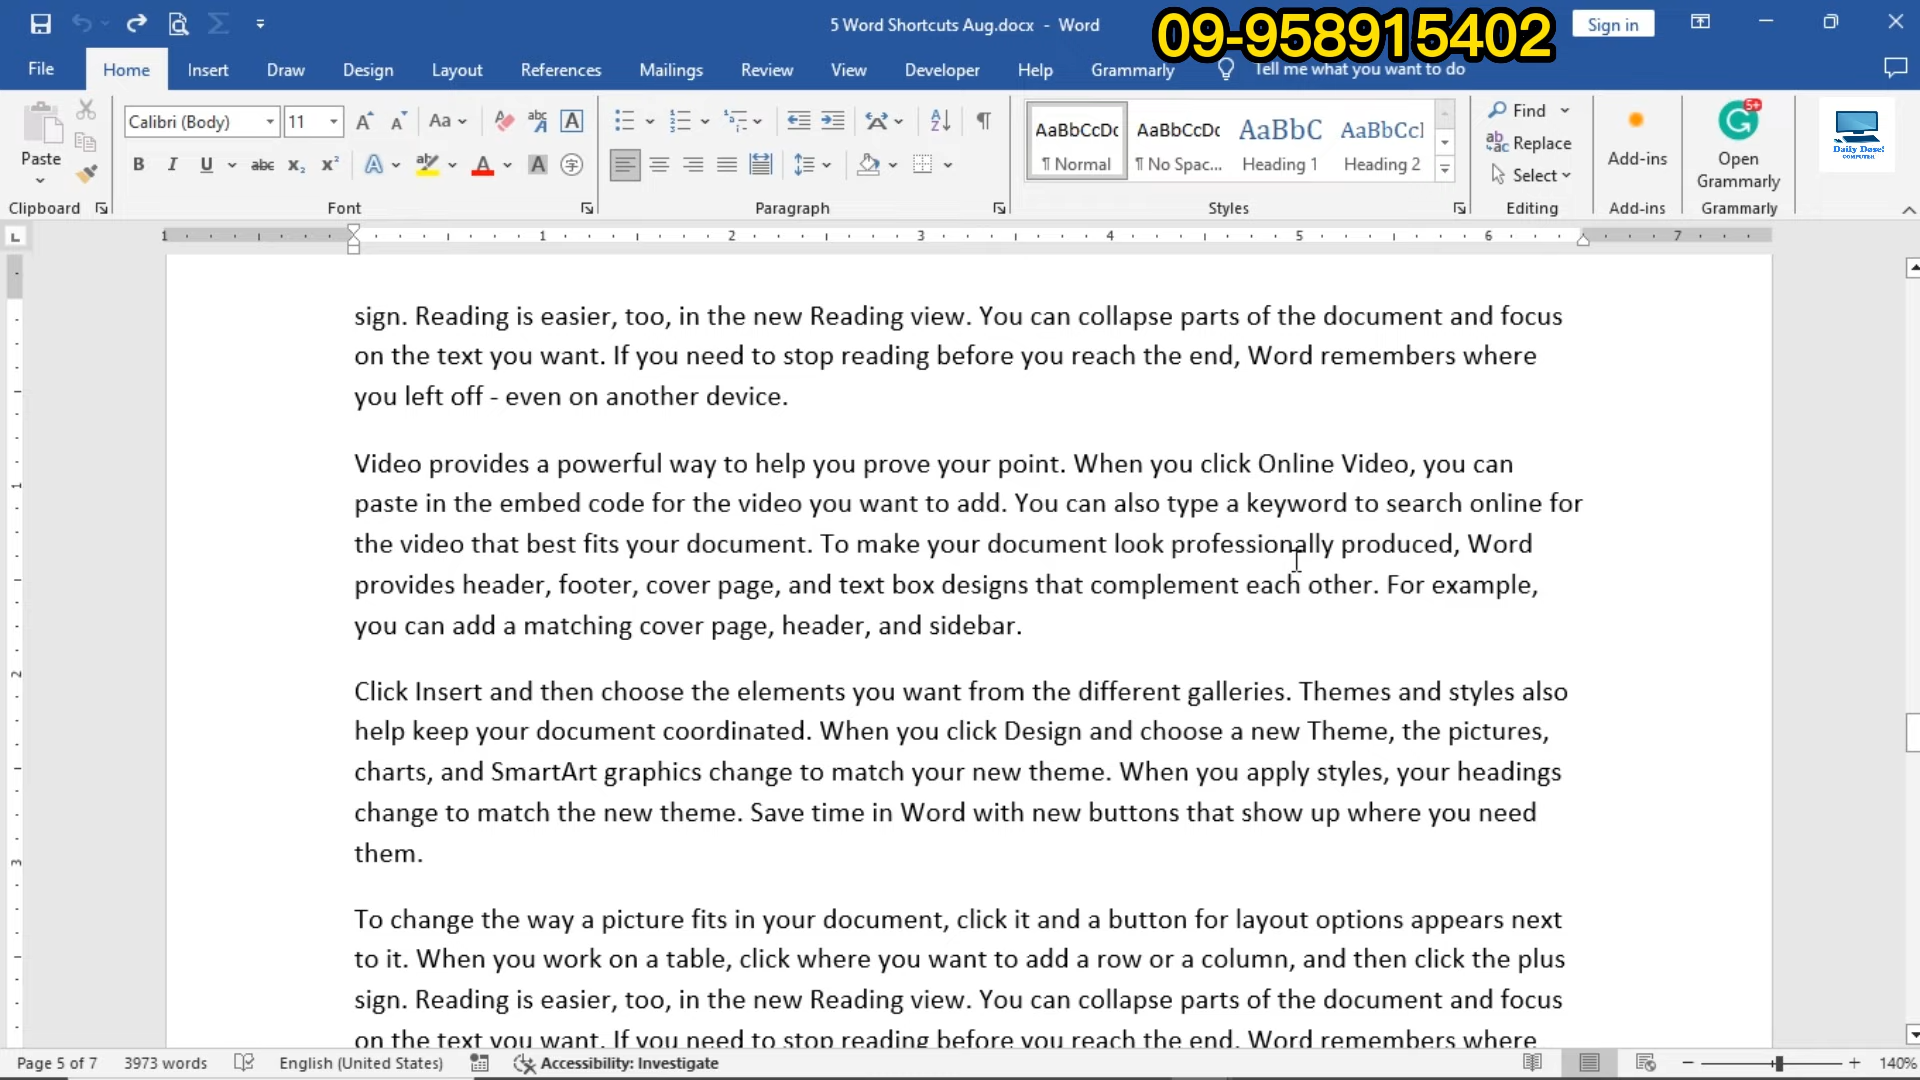 5 Word Shortcuts Aug.docx - Word
09-958915402
Sign in
File Home Insert Draw Design Layout References Mailings Review View Developer Help Grammarly Tell me what you want to do
Paste
Clipboard
Calibri (Body) 11
Font
Paragraph
AaBbCcDc AaBbCcDc AaBbC AaBbCcI
¶ Normal ¶ No Spac... Heading 1 Heading 2
Styles
Find
Replace
Select
Editing
Add-ins
Add-ins
5+
Open
Grammarly
Grammarly
Daily Dose!
COMPUTER
1 1 2 3 4 5 6 7
sign. Reading is easier, too, in the new Reading view. You can collapse parts of the document and focus
on the text you want. If you need to stop reading before you reach the end, Word remembers where
you left off - even on another device.
Video provides a powerful way to help you prove your point. When you click Online Video, you can
paste in the embed code for the video you want to add. You can also type a keyword to search online for
the video that best fits your document. To make your document look professionally produced, Word
provides header, footer, cover page, and text box designs that complement each other. For example,
you can add a matching cover page, header, and sidebar.
Click Insert and then choose the elements you want from the different galleries. Themes and styles also
help keep your document coordinated. When you click Design and choose a new Theme, the pictures,
charts, and SmartArt graphics change to match your new theme. When you apply styles, your headings
change to match the new theme. Save time in Word with new buttons that show up where you need
them.
To change the way a picture fits in your document, click it and a button for layout options appears next
to it. When you work on a table, click where you want to add a row or a column, and then click the plus
sign. Reading is easier, too, in the new Reading view. You can collapse parts of the document and focus
on the text you want. If you need to stop reading before you reach the end, Word remembers where
Page 5 of 7 3973 words English (United States) Accessibility: Investigate 140%